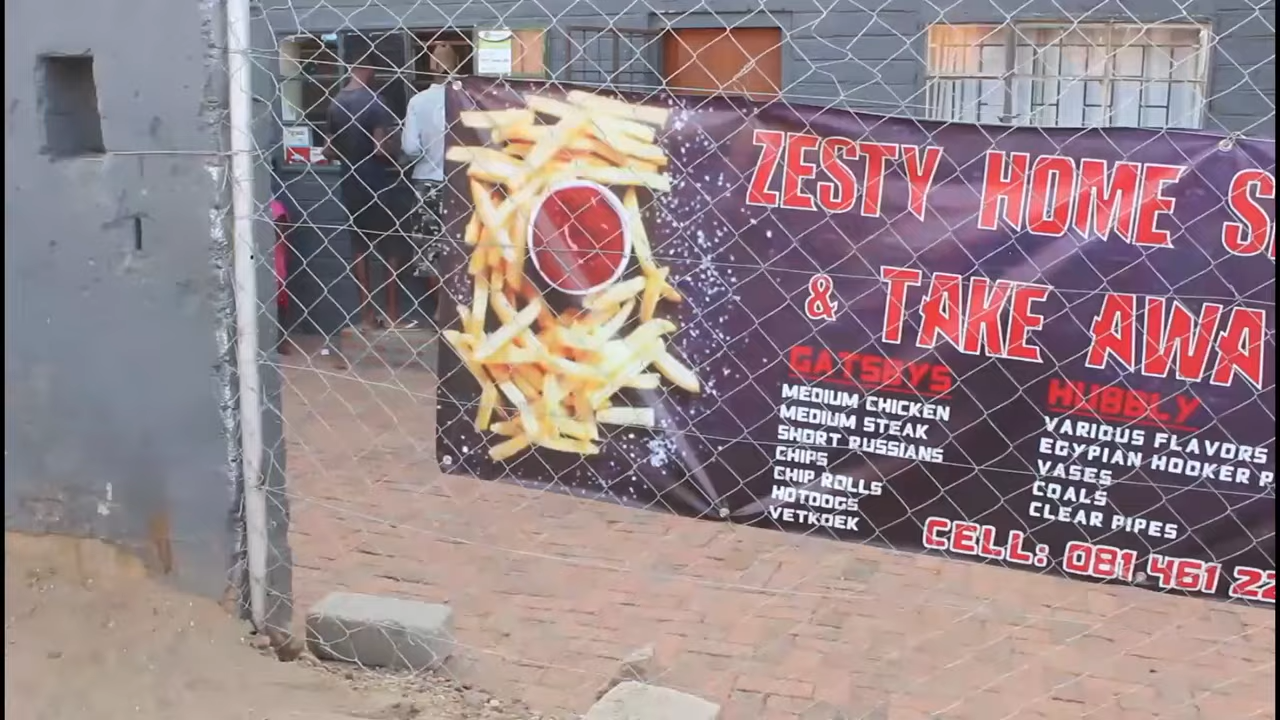 ZESTY HOME
& TAKE
GATSBYS
MEDIUM CHICKEN
MEDIUM STEAK
SHORT RUSSIANS
CHIPS
CHIP ROLLS
HOTDOGS
VETKOEK
HUBBLY
VARIOUS FLAVORS
EGYPIAN HOOKER P
VASES
COALS
CLEAR PIPES
CELL: 081 461 22